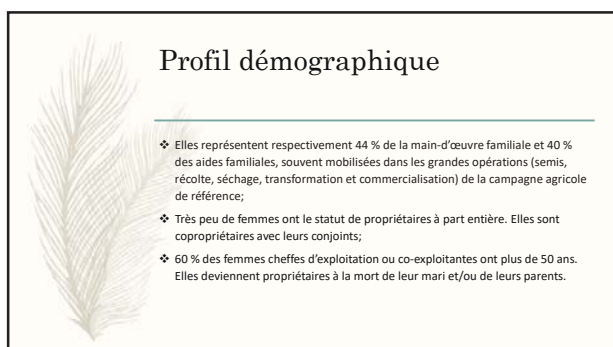 Profil démographique
❖ Elles représentent respectivement 44 % de la main-d’œuvre familiale et 40 %
des aides familiales, souvent mobilisées dans les grandes opérations (semis,
récolte, séchage, transformation et commercialisation) de la campagne agricole
de référence;
❖ Très peu de femmes ont le statut de propriétaires à part entière. Elles sont
copropriétaires avec leurs conjoints;
❖ 60 % des femmes cheffes d’exploitation ou co-exploitantes ont plus de 50 ans.
Elles deviennent propriétaires à la mort de leur mari et/ou de leurs parents.